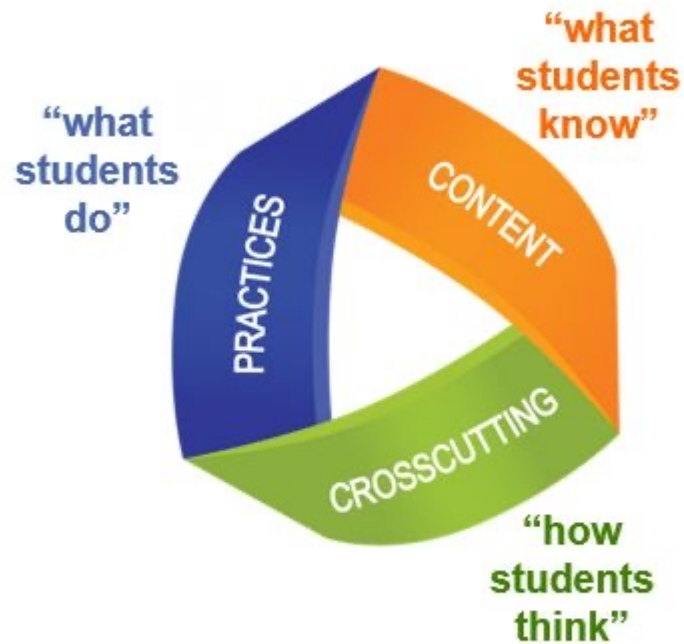 “what
students
know”
“what
students
do”
CONTENT
PRACTICES
CROSSCUTTING
“how
students
think”